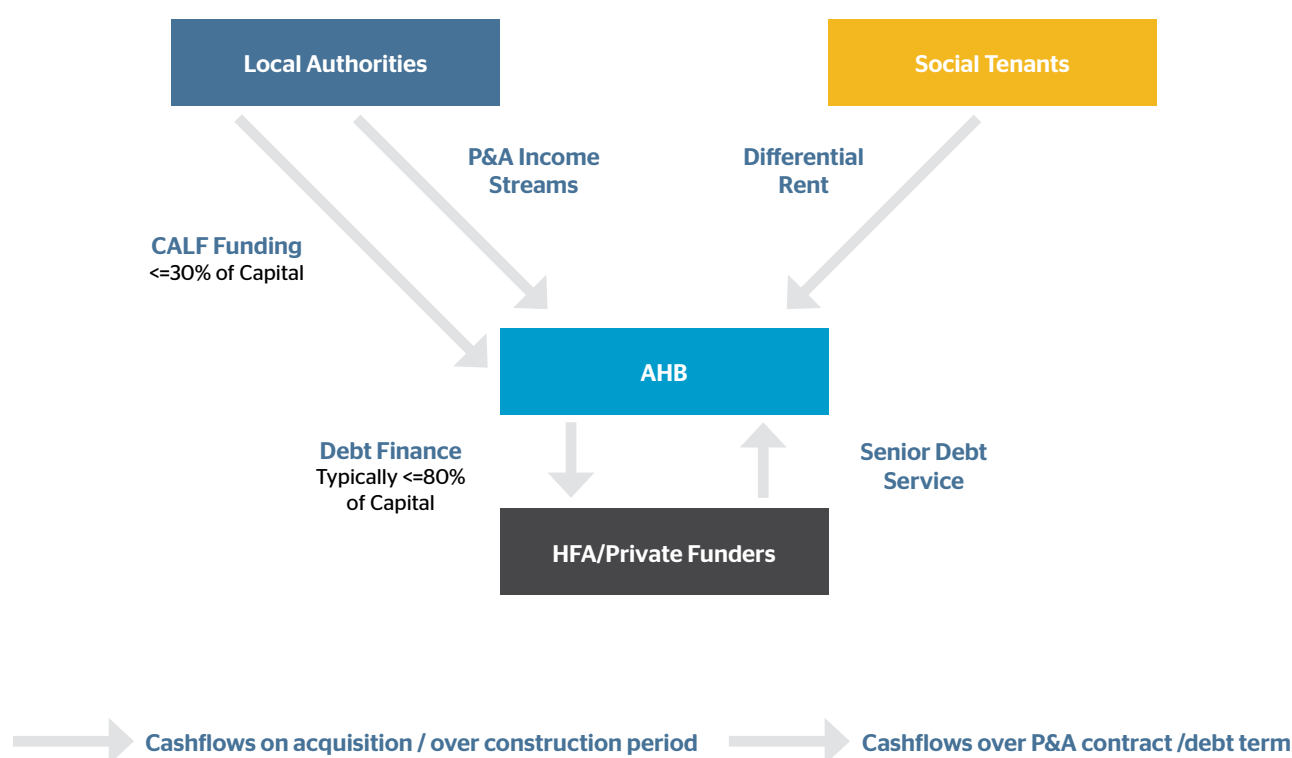 Local Authorities
Social Tenants
P&A Income
Streams
Differential
Rent
CALF Funding
<=30% of Capital
AHB
Debt Finance
Typically <=80%
of Capital
Senior Debt
Service
HFA/Private Funders
Cashflows on acquisition / over construction period
Cashflows over P&A contract /debt term